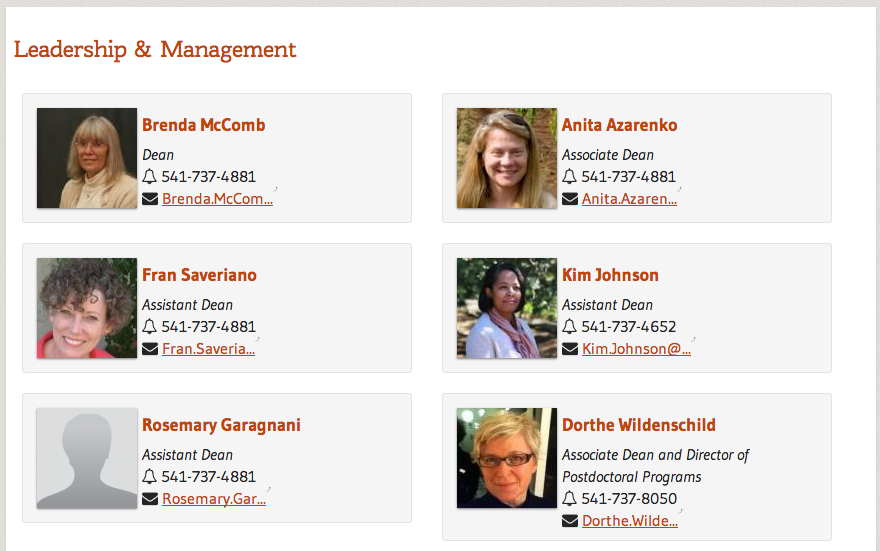 Leadership & Management
Brenda McComb
Dean
541-737-4881
Brenda.McCom...
Anita Azarenko
Associate Dean
541-737-4881
Anita.Azaren...
Fran Saveriano
Assistant Dean
541-737-4881
Fran.Saveria...
Kim Johnson
Assistant Dean
541-737-4652
Kim.Johnson@...
Rosemary Garagnani
Assistant Dean
541-737-4881
Rosemary.Gar...
Dorthe Wildenschild
Associate Dean and Director of
Postdoctoral Programs
541-737-8050
Dorthe.Wilde...